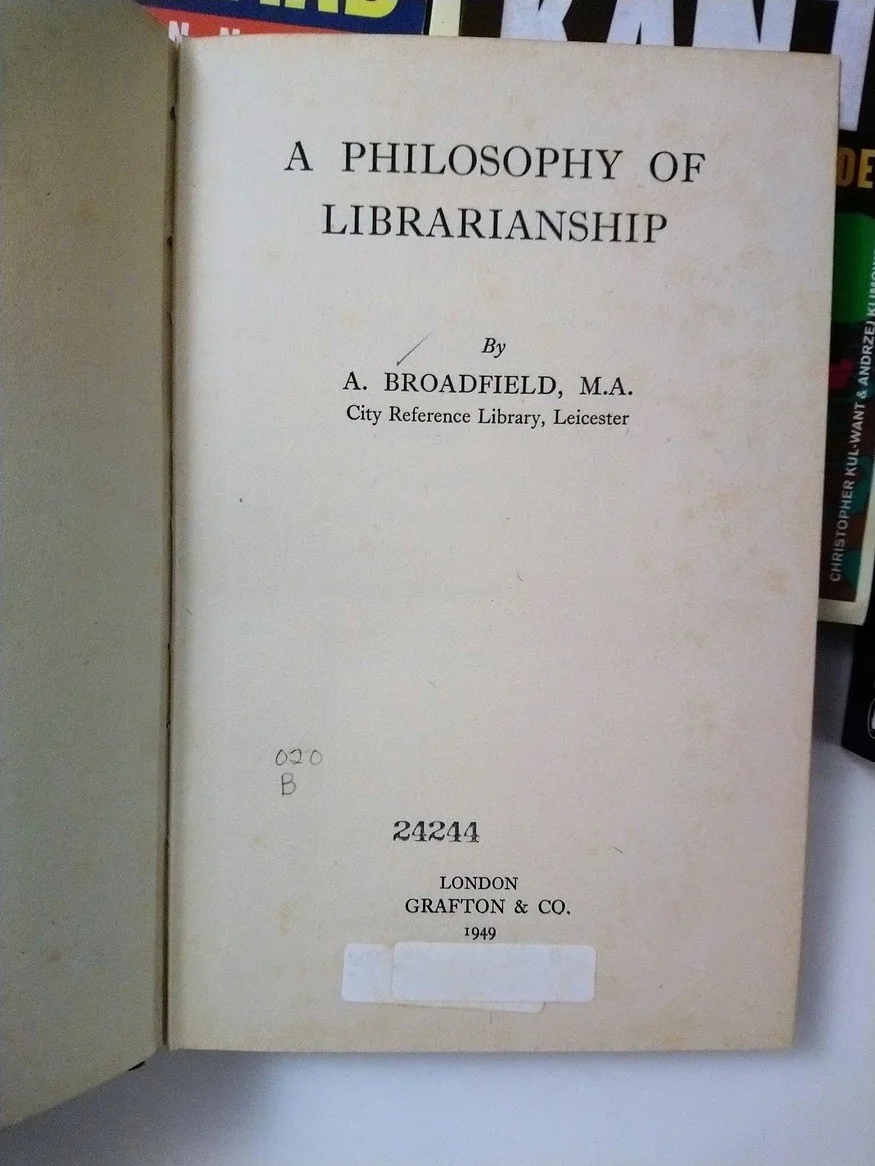 KANT
A PHILOSOPHY OF
LIBRARIANSHIP
By
A. BROADFIELD, M.A.
City Reference Library, Leicester
020
B
24244
LONDON
GRAFTON & CO.
1949
CHRISTOPHER KUL-WANT & ANDRZEJ KLIMOWSKI